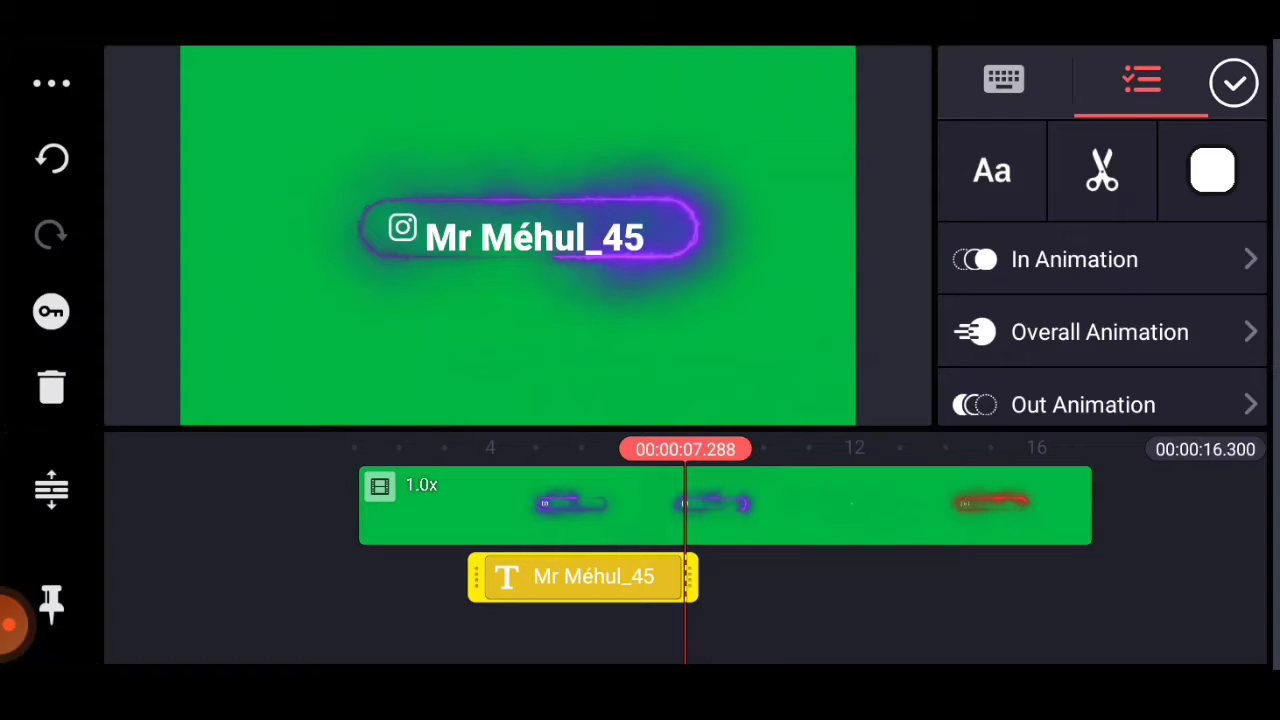 Mr Méhul_45
Aa
In Animation
Overall Animation
Out Animation
4
00:00:07.288
12
16
00:00:16.300
1.0x
T Mr Méhul_45